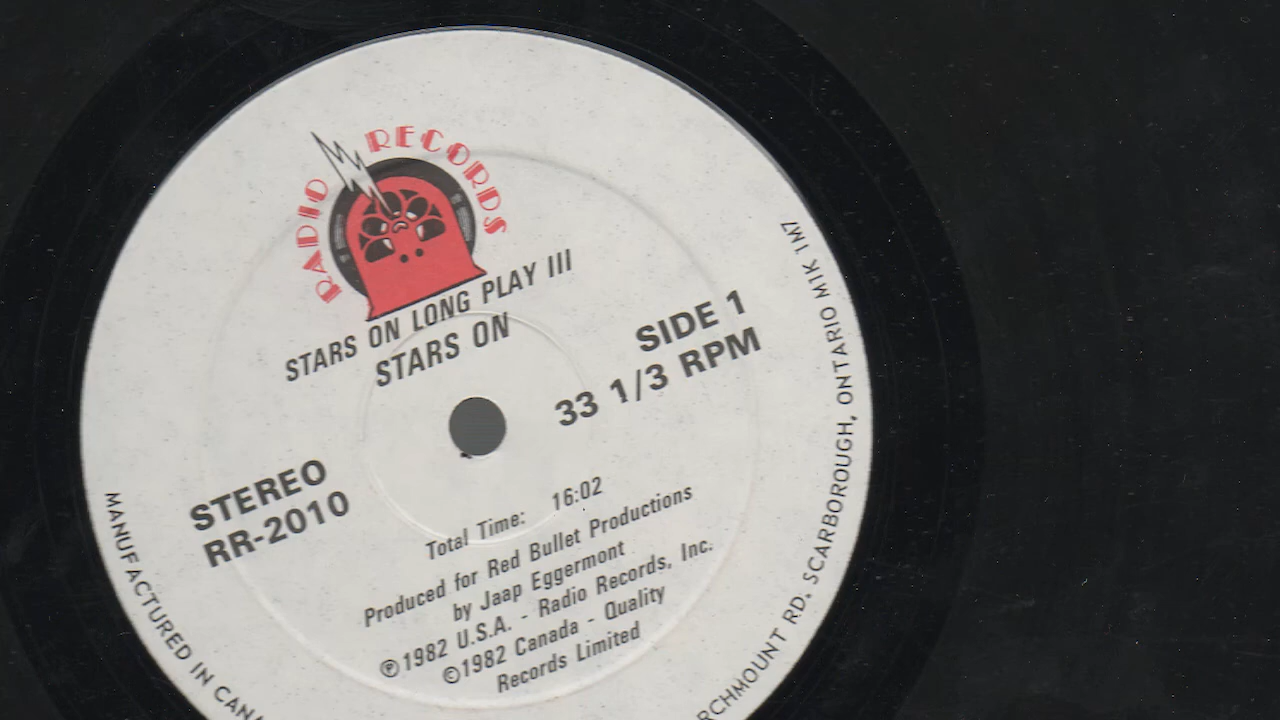 RADIO RECORDS
STARS ON LONG PLAY III
STARS ON
SIDE 1
33 1/3 RPM
STEREO
RR-2010
Total Time: 16:02
Produced for Red Bullet Productions
by Jaap Eggermont
℗1982 U.S.A. - Radio Records, Inc.
©1982 Canada - Quality
Records Limited
MANUFACTURED IN CANA
RCHMOUNT RD. SCARBOROUGH, ONTARIO M1K 1M7